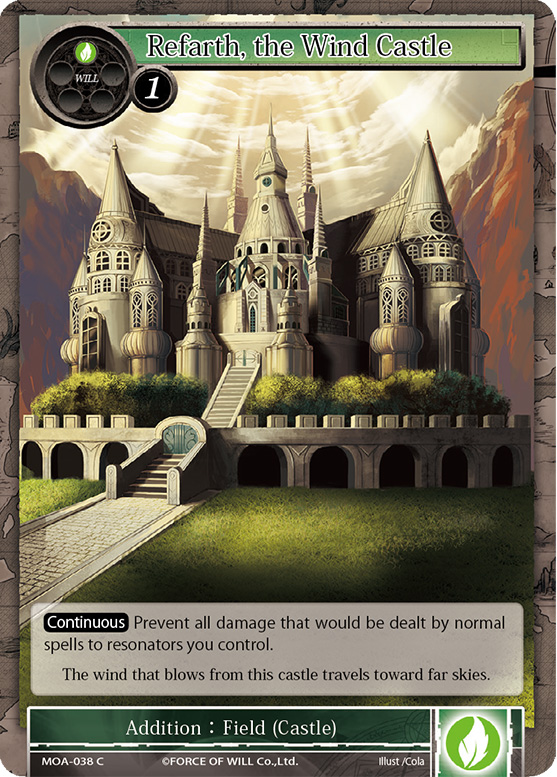 Refarth, the Wind Castle
WILL
1
Continuous Prevent all damage that would be dealt by normal
spells to resonators you control.
The wind that blows from this castle travels toward far skies.
Addition : Field (Castle)
MOA-038 C ©FORCE OF WILL Co.,Ltd. Illust /Cola